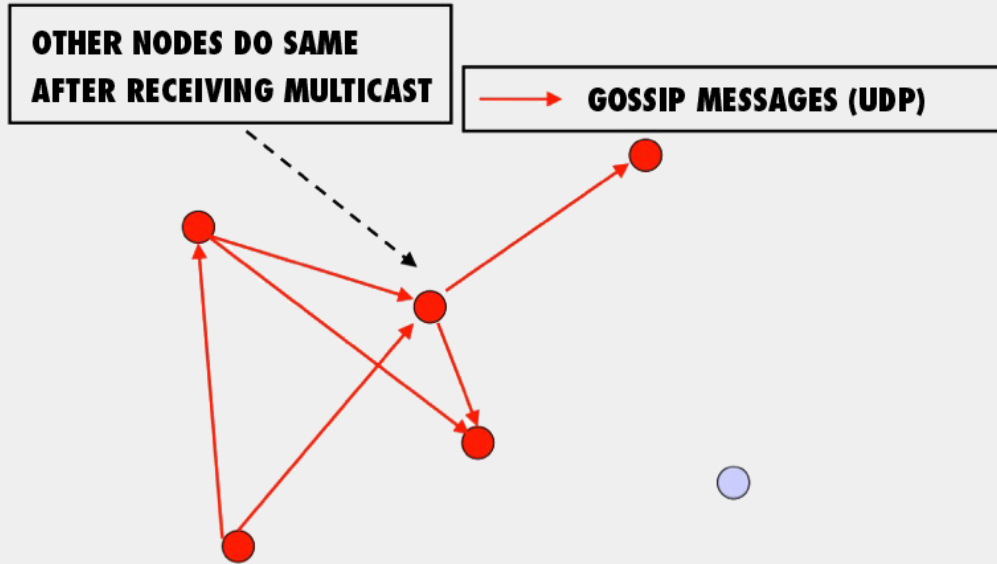 OTHER NODES DO SAME
AFTER RECEIVING MULTICAST
GOSSIP MESSAGES (UDP)